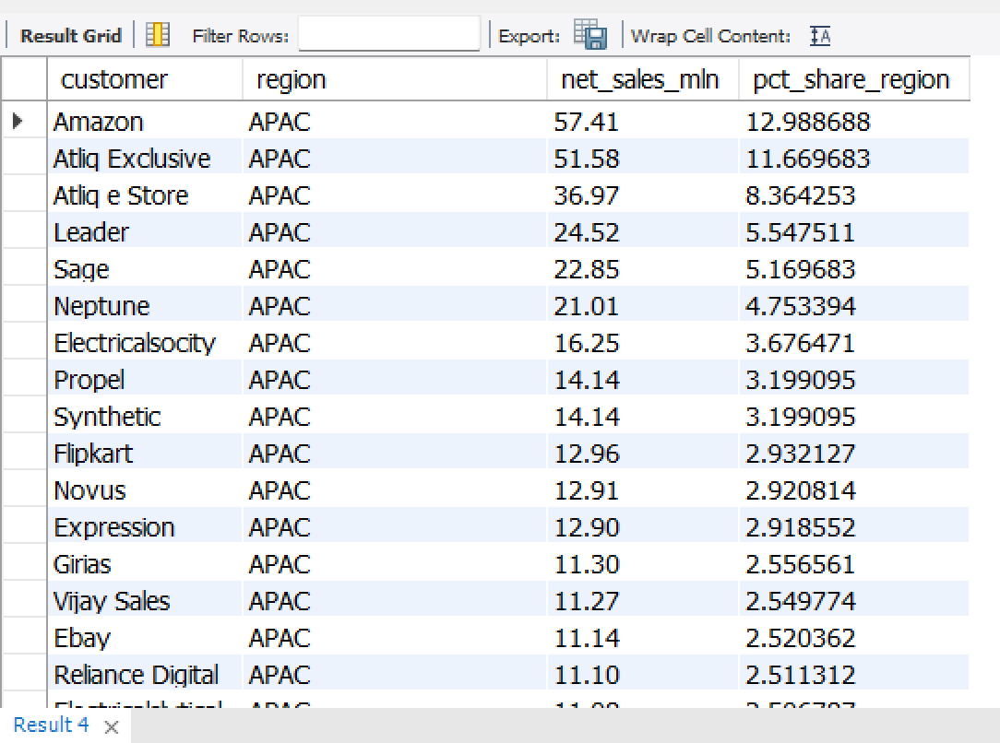 Result Grid Filter Rows: Export: Wrap Cell Content: IA
customer region net_sales_mln pct_share_region
Amazon APAC 57.41 12.988688
Atliq Exclusive APAC 51.58 11.669683
Atliq e Store APAC 36.97 8.364253
Leader APAC 24.52 5.547511
Sage APAC 22.85 5.169683
Neptune APAC 21.01 4.753394
Electricalsocity APAC 16.25 3.676471
Propel APAC 14.14 3.199095
Synthetic APAC 14.14 3.199095
Flipkart APAC 12.96 2.932127
Novus APAC 12.91 2.920814
Expression APAC 12.90 2.918552
Girias APAC 11.30 2.556561
Vijay Sales APAC 11.27 2.549774
Ebay APAC 11.14 2.520362
Reliance Digital APAC 11.10 2.511312
APAC
Result 4